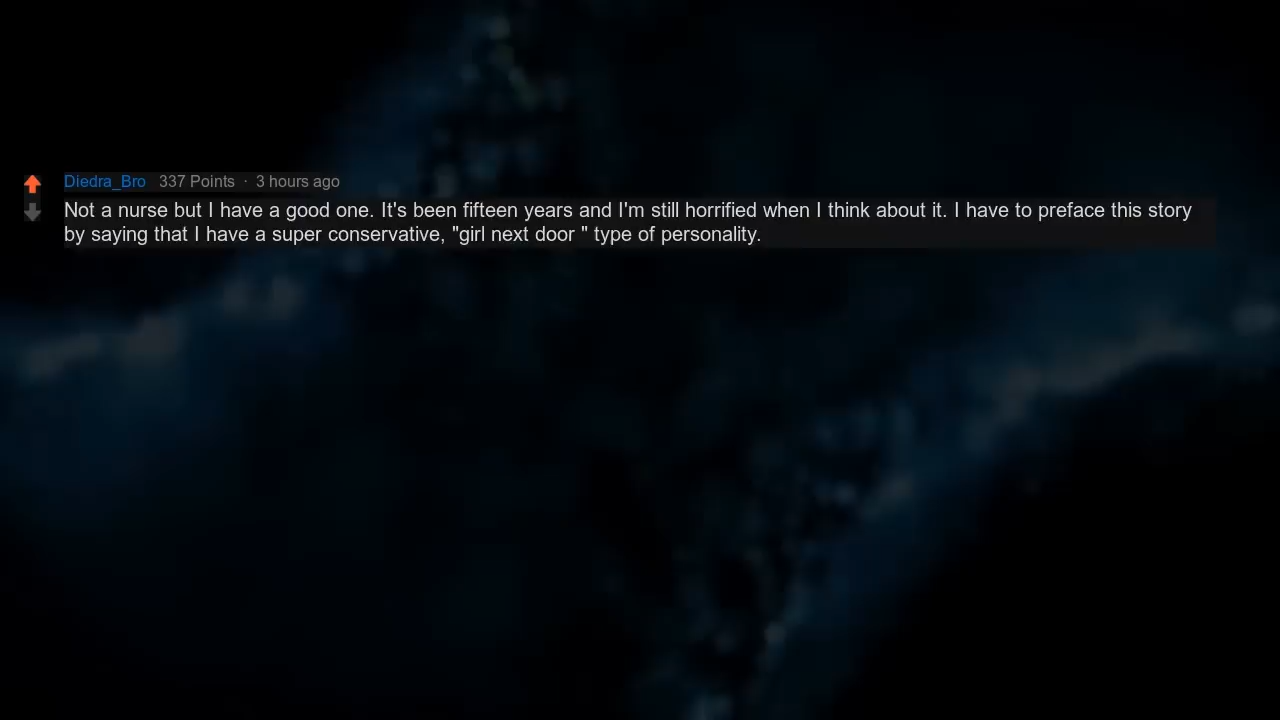 Diedra_Bro 337 Points · 3 hours ago
Not a nurse but I have a good one. It's been fifteen years and I'm still horrified when I think about it. I have to preface this story
by saying that I have a super conservative, "girl next door " type of personality.